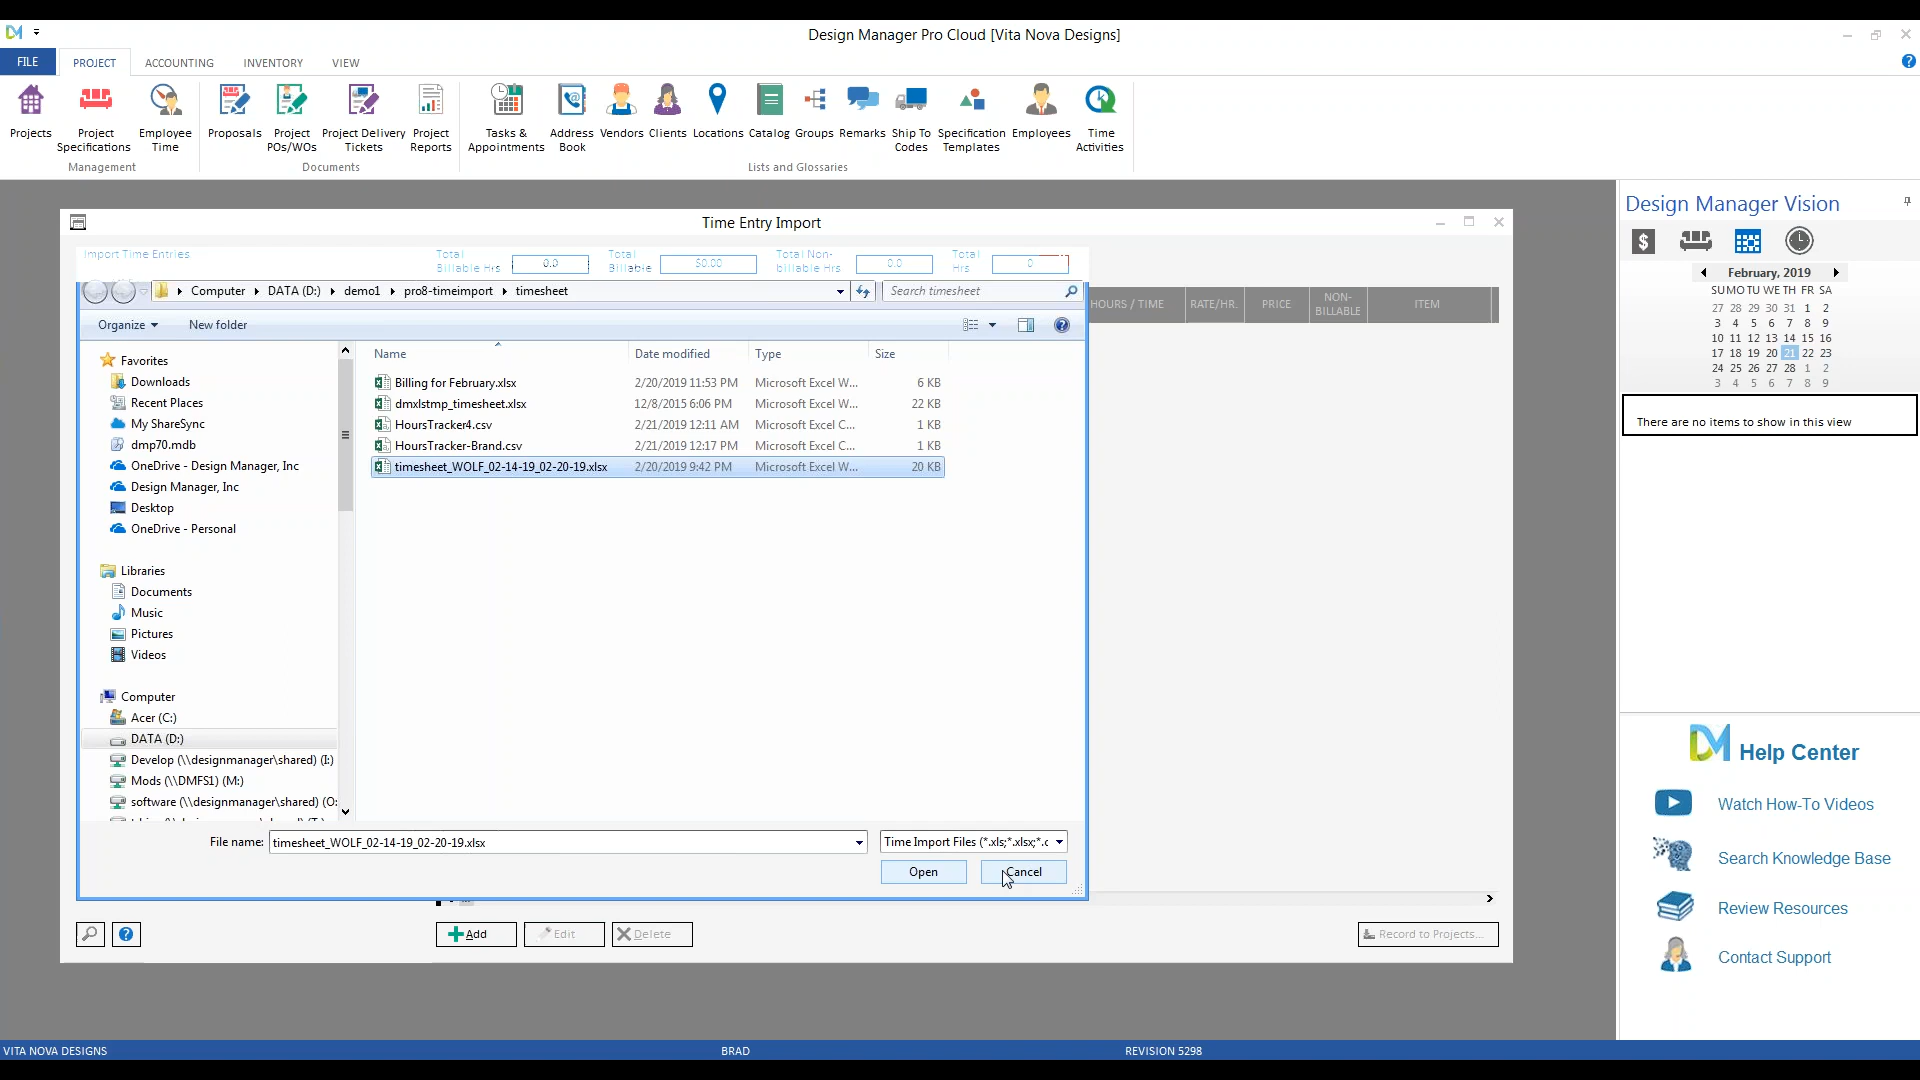 Design Manager Pro Cloud [Vita Nova Designs]
FILE
PROJECT
ACCOUNTING
INVENTORY
VIEW
Projects
Project Specifications
Employee Time
Management
Proposals
Project POs/WOs
Project Delivery Tickets
Project Reports
Documents
Tasks & Appointments
Address Book
Vendors
Clients
Locations
Catalog
Groups
Remarks
Ship To Codes
Specification Templates
Employees
Time Activities
Lists and Glossaries
Time Entry Import
Import Time Entries
Total Billable Hrs
0.0
Total Billable
$0.00
Total Non-billable Hrs
0.0
Total Hrs
0
Computer
DATA (D:)
demo1
pro8-timeimport
timesheet
Search timesheet
HOURS / TIME
RATE/HR.
PRICE
NON-BILLABLE
ITEM
Organize
New folder
Name
Date modified
Type
Size
Billing for February.xlsx 2/20/2019 11:53 PM Microsoft Excel W... 6 KB
dmxlstmp_timesheet.xlsx 12/8/2015 6:06 PM Microsoft Excel W... 22 KB
HoursTracker4.csv 2/21/2019 12:11 AM Microsoft Excel C... 1 KB
HoursTracker-Brand.csv 2/21/2019 12:17 PM Microsoft Excel C... 1 KB
timesheet_WOLF_02-14-19_02-20-19.xlsx 2/20/2019 9:42 PM Microsoft Excel W... 20 KB
Favorites
Downloads
Recent Places
My ShareSync
dmp70.mdb
OneDrive - Design Manager, Inc
Design Manager, Inc
Desktop
OneDrive - Personal
Libraries
Documents
Music
Pictures
Videos
Computer
Acer (C:)
DATA (D:)
Develop (\\designmanager\shared) (I:)
Mods (\\DMFS1) (M:)
software (\\designmanager\shared) (O:
File name:
timesheet_WOLF_02-14-19_02-20-19.xlsx
Time Import Files (*.xls;*.xlsx;*.c
Open
Cancel
Add
Edit
Delete
Record to Projects...
Design Manager Vision
February, 2019
SU MO TU WE TH FR SA
27 28 29 30 31 1 2
3 4 5 6 7 8 9
10 11 12 13 14 15 16
17 18 19 20 21 22 23
24 25 26 27 28 1 2
3 4 5 6 7 8 9
There are no items to show in this view
DM Help Center
Watch How-To Videos
Search Knowledge Base
Review Resources
Contact Support
VITA NOVA DESIGNS
BRAD
REVISION 5298